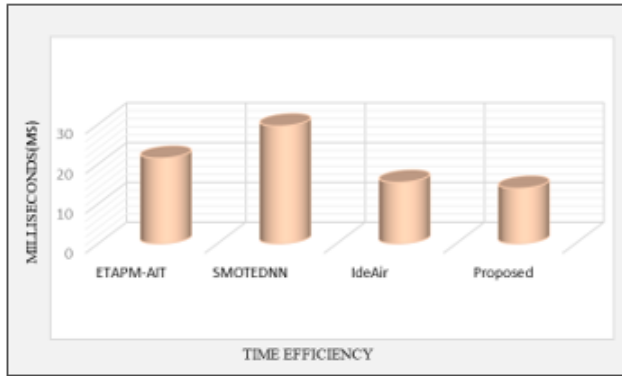 MILLISECONDS(MS)
30
20
10
0
ETAPM-AIT SMOTEDNN IdeAir Proposed
TIME EFFICIENCY